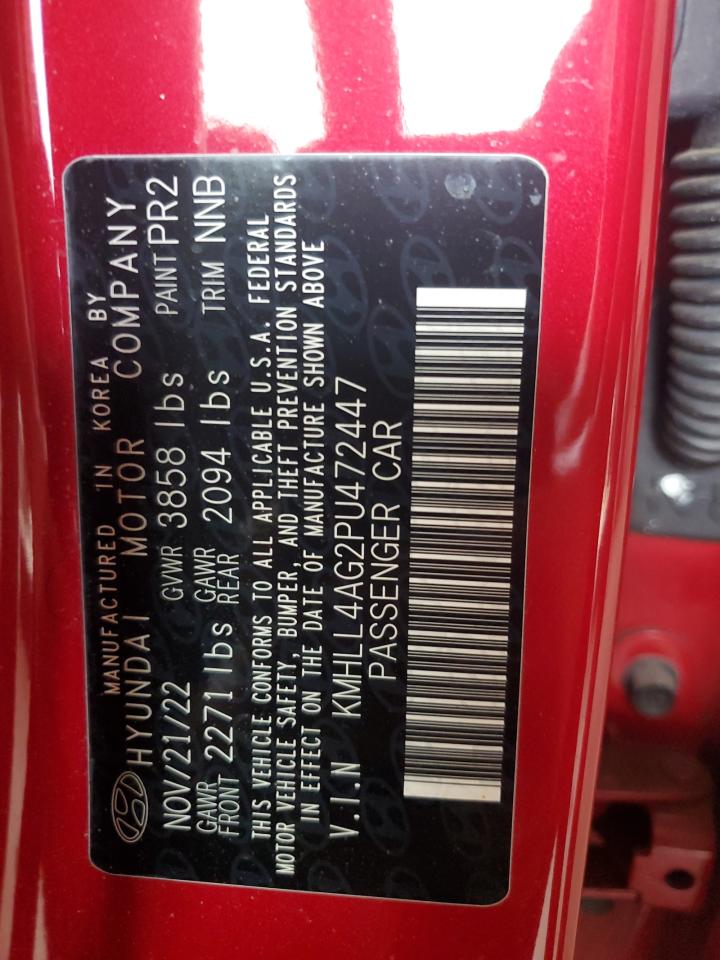 MANUFACTURED IN KOREA BY
HYUNDAI MOTOR COMPANY
NOV/21/22 GVWR 3858 lbs PAINT PR2
GAWR FRONT 2271 lbs GAWR REAR 2094 lbs TRIM NNB
THIS VEHICLE CONFORMS TO ALL APPLICABLE U.S.A. FEDERAL
MOTOR VEHICLE SAFETY, BUMPER, AND THEFT PREVENTION STANDARDS
IN EFFECT ON THE DATE OF MANUFACTURE SHOWN ABOVE
V.I.N KMHLL4AG2PU472447
PASSENGER CAR